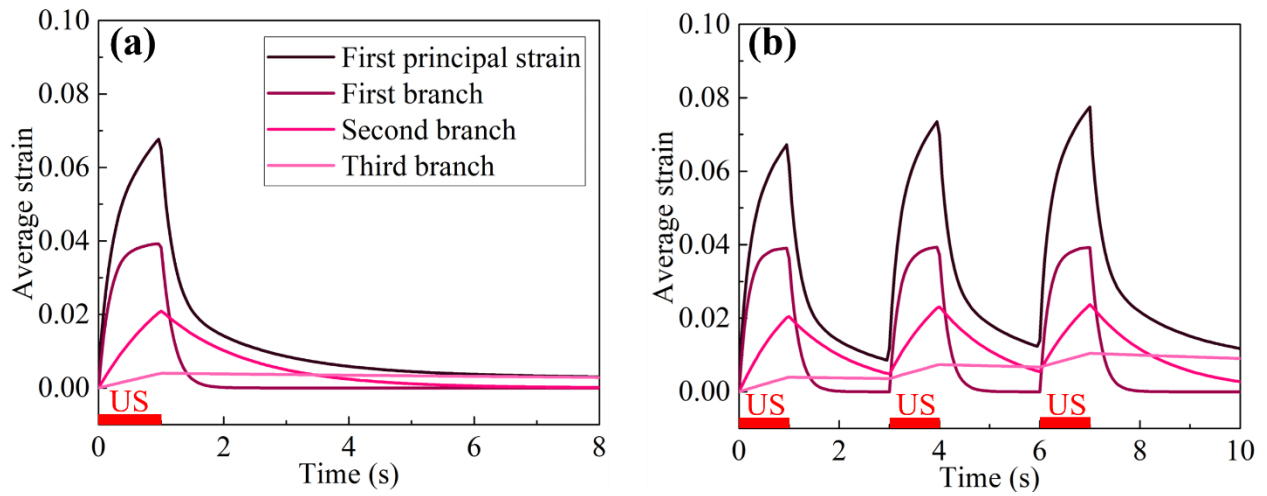 (a)
First principal strain
First branch
Second branch
Third branch
Average strain
0.10
0.08
0.06
0.04
0.02
0.00
US
0 2 4 6 8
Time (s)
(b)
Average strain
0.10
0.08
0.06
0.04
0.02
0.00
US US US
0 2 4 6 8 10
Time (s)